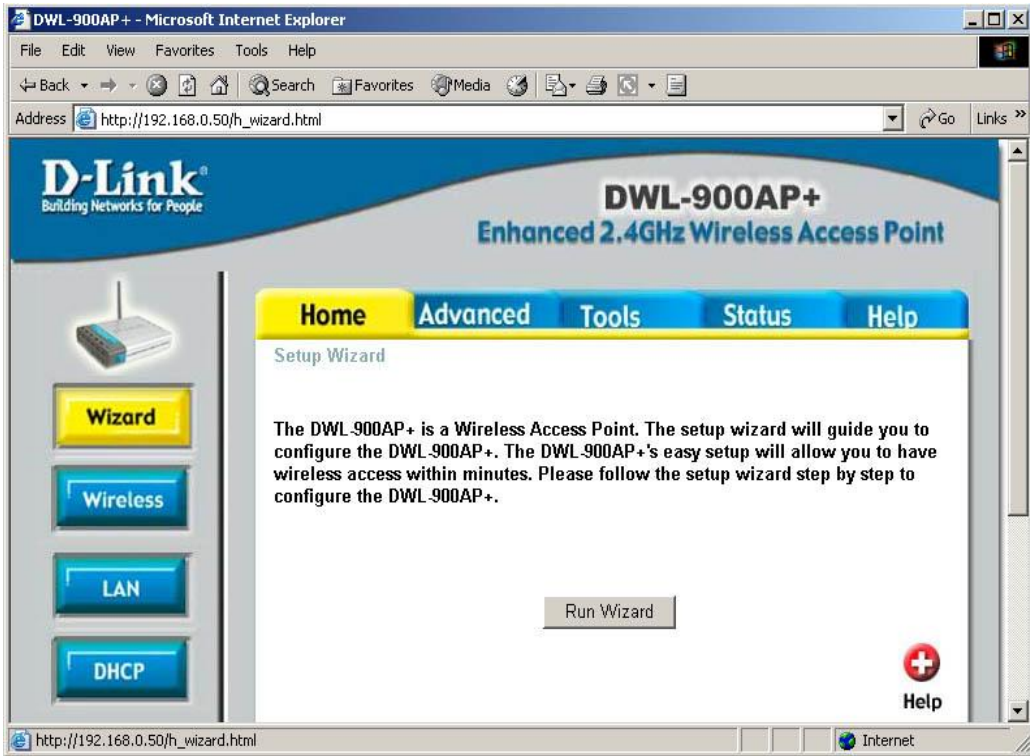 DWL-900AP+ - Microsoft Internet Explorer
File Edit View Favorites Tools Help
Back Search Favorites Media
Address http://192.168.0.50/h_wizard.html Go Links »
D-Link®
Building Networks for People
DWL-900AP+
Enhanced 2.4GHz Wireless Access Point
Home Advanced Tools Status Help
Setup Wizard
Wizard
The DWL-900AP+ is a Wireless Access Point. The setup wizard will guide you to
configure the DWL-900AP+. The DWL-900AP+'s easy setup will allow you to have
wireless access within minutes. Please follow the setup wizard step by step to
configure the DWL-900AP+.
Wireless
LAN
Run Wizard
DHCP
Help
http://192.168.0.50/h_wizard.html Internet